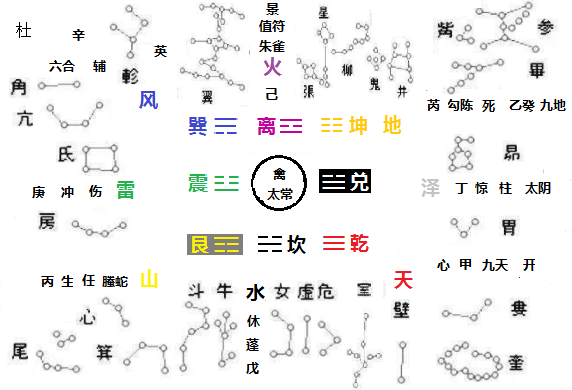 杜 辛 英 景 星 觜 参
值符
六合 辅 軫 朱雀 畢
角 风 翼 火 張 柳 鬼 井
己 芮 勾陈 死 乙癸 九地
亢 巽 离 坤 地
氐 昴
禽
庚 冲 伤 雷 震 太常 兑 泽 丁 惊 柱 太阴
房 胃
艮 坎 乾
心 甲 九天 开
丙 生 任 螣蛇 山 天
斗 牛 水 女 虚 危 室 壁 婁
心 休
尾 箕 蓬 奎
戊